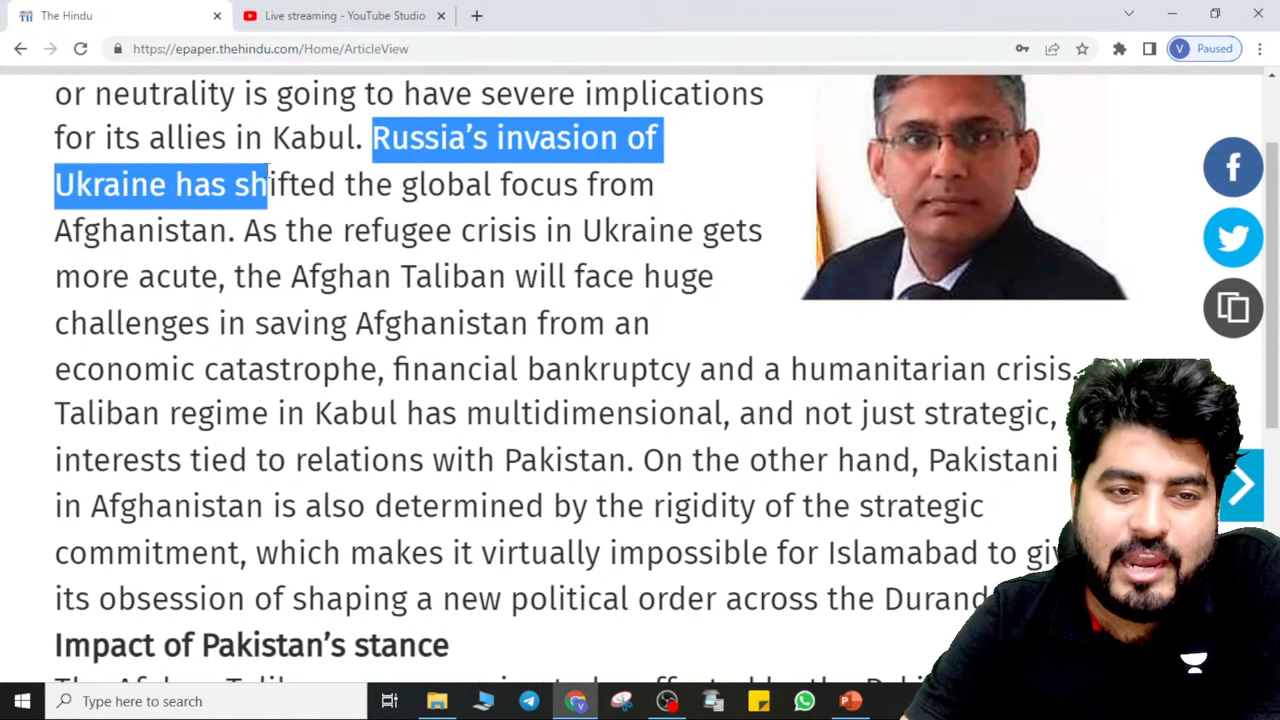 The Hindu
Live streaming - YouTube Studio
https://epaper.thehindu.com/Home/ArticleView
V Paused
or neutrality is going to have severe implications
for its allies in Kabul. Russia’s invasion of
Ukraine has shifted the global focus from
Afghanistan. As the refugee crisis in Ukraine gets
more acute, the Afghan Taliban will face huge
challenges in saving Afghanistan from an
economic catastrophe, financial bankruptcy and a humanitarian crisis.
Taliban regime in Kabul has multidimensional, and not just strategic,
interests tied to relations with Pakistan. On the other hand, Pakistani
in Afghanistan is also determined by the rigidity of the strategic
commitment, which makes it virtually impossible for Islamabad to
its obsession of shaping a new political order across the Durand
Impact of Pakistan’s stance
Type here to search